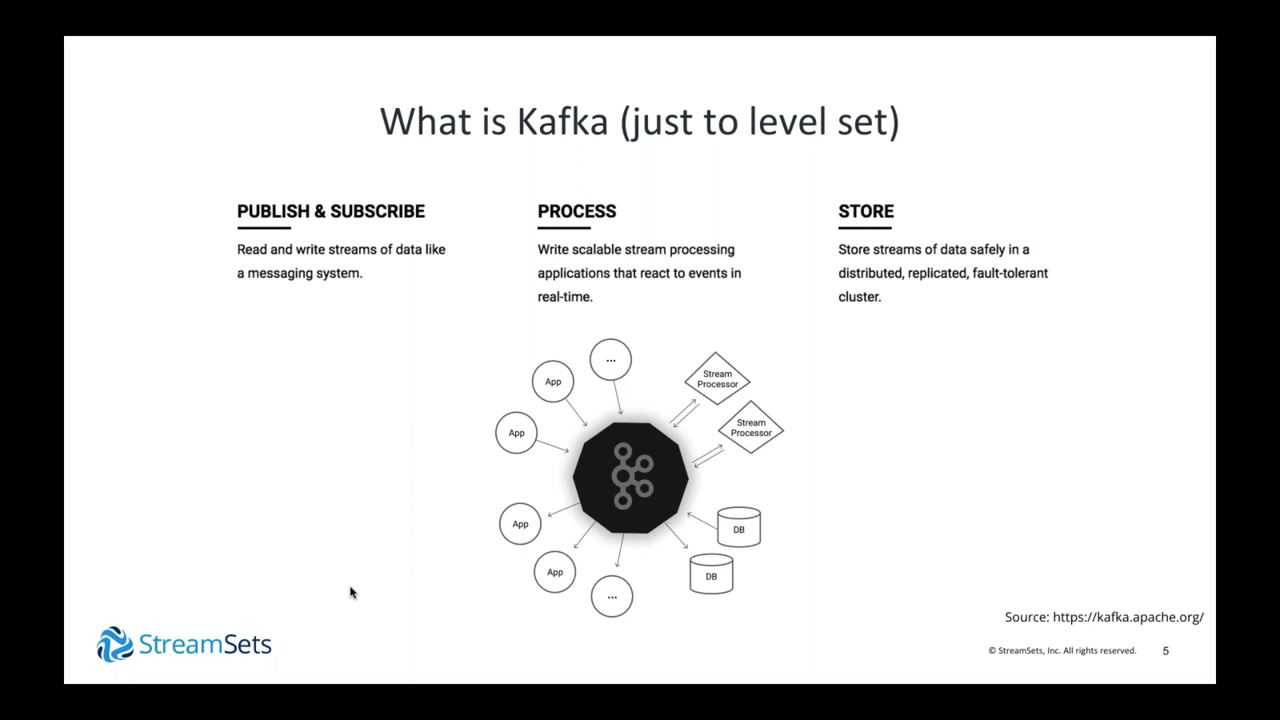 What is Kafka (just to level set)
PUBLISH & SUBSCRIBE
Read and write streams of data like
a messaging system.
PROCESS
Write scalable stream processing
applications that react to events in
real-time.
STORE
Store streams of data safely in a
distributed, replicated, fault-tolerant
cluster.
...
App
App
Stream
Processor
Stream
Processor
App
App
...
DB
DB
Source: https://kafka.apache.org/
StreamSets
© StreamSets, Inc. All rights reserved.
5